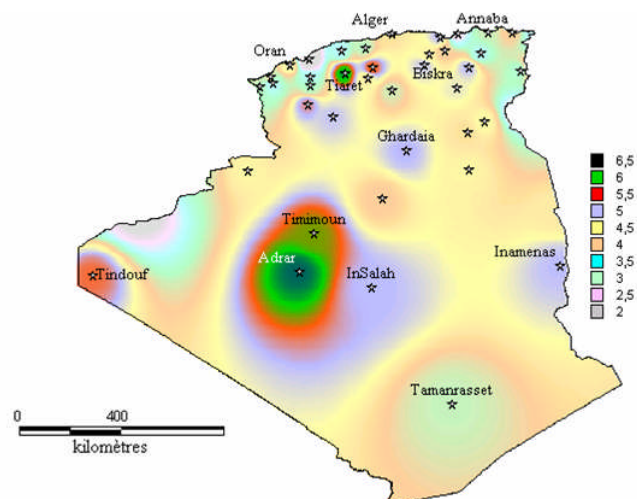 Alger
Annaba
Oran
Tiaret
Biskra
Ghardaia
Timimoun
Adrar
InSalah
Inamenas
Tindouf
Tamanrasset
6,5
6
5,5
5
4,5
4
3,5
3
2,5
2
0 400
kilomètres